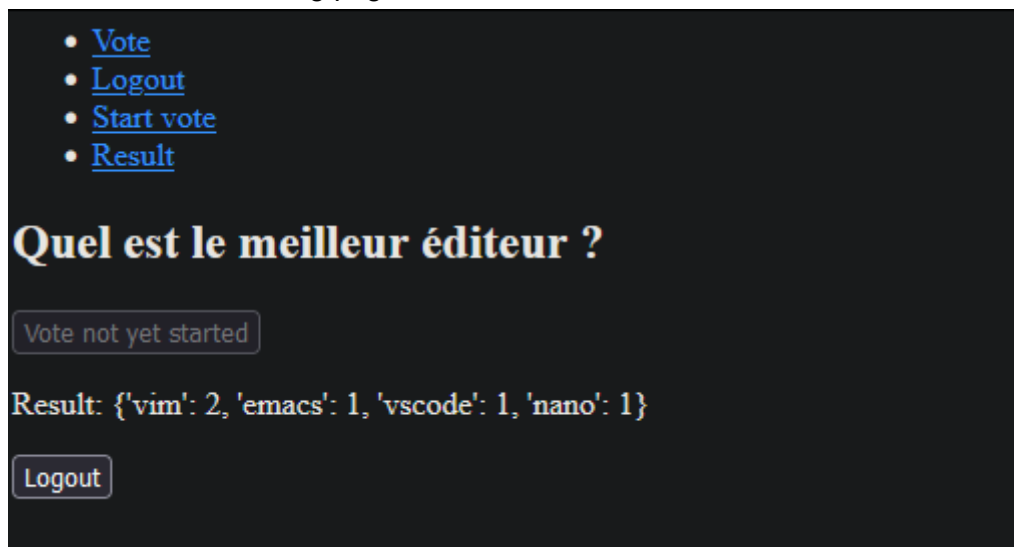 Vote
Logout
Start vote
Result
Quel est le meilleur éditeur ?
Vote not yet started
Result: {'vim': 2, 'emacs': 1, 'vscode': 1, 'nano': 1}
Logout